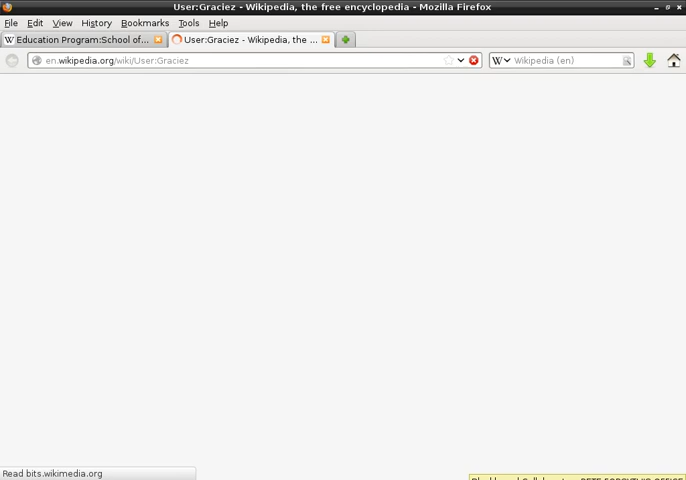 User:Graciez - Wikipedia, the free encyclopedia - Mozilla Firefox
File Edit View History Bookmarks Tools Help
W Education Program:School of... User:Graciez - Wikipedia, the ...
en.wikipedia.org/wiki/User:Graciez W Wikipedia (en)
Read bits.wikimedia.org